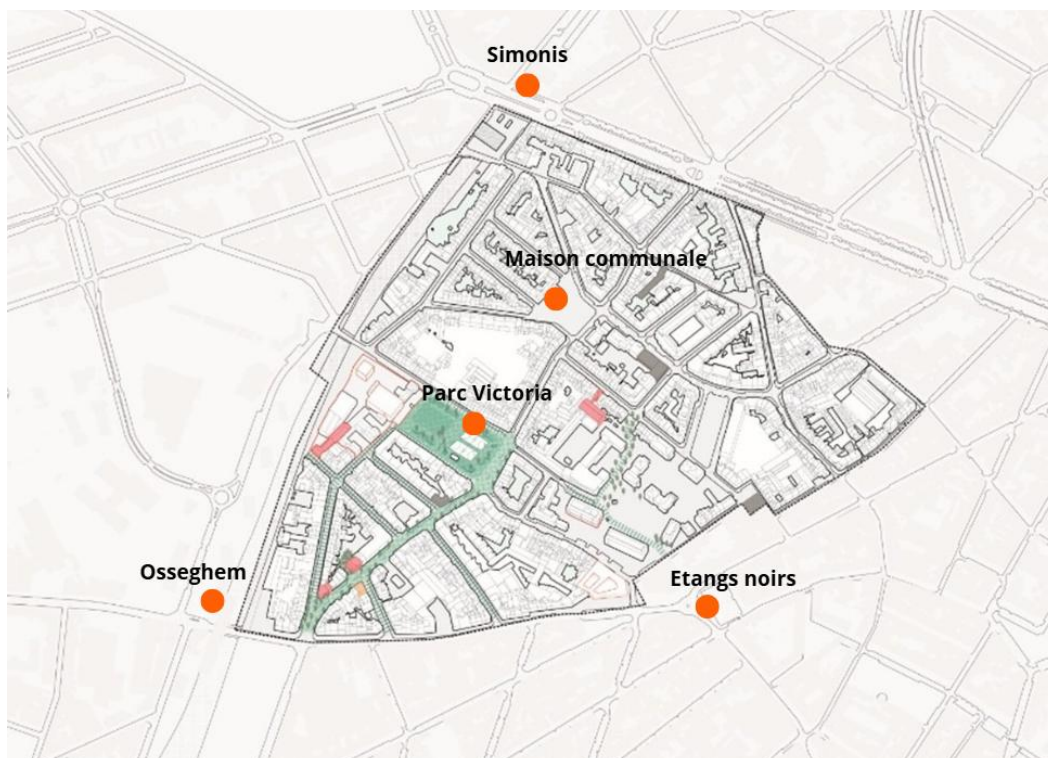 Simonis
Maison communale
Parc Victoria
Osseghem
Etangs noirs